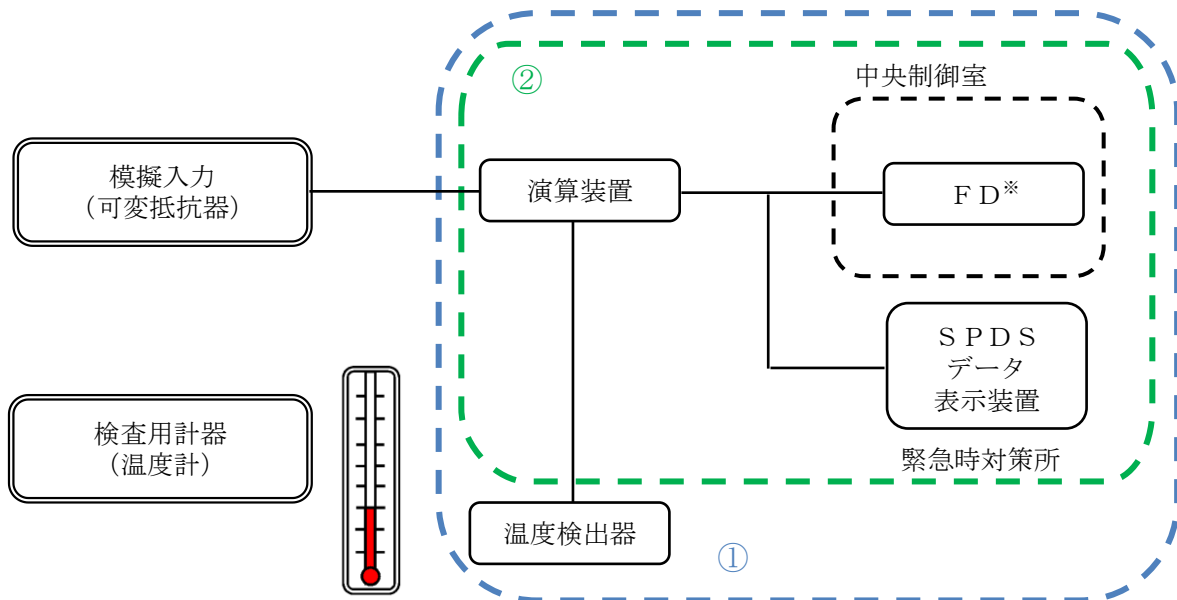 ②
中央制御室
模擬入力
(可変抵抗器)
演算装置
ＦＤ※
ＳＰＤＳ
データ
表示装置
検査用計器
(温度計)
緊急時対策所
温度検出器
①